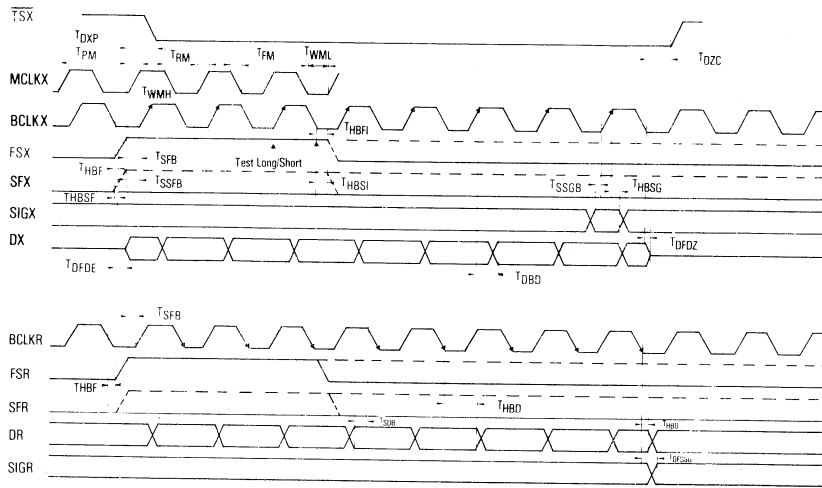 TSX
TDXP
TPM TRM TFM TWML TDZC
MCLKX
TWMH
BCLKX
THBFI
FSX TSFB
Test Long/Short
THBF
SFX TSSFB THBSI TSSGB THBSG
THBSF
SIGX
DX
TDFDZ
TDFDE TDBD
TSFB
BCLKR
FSR
THBF
SFR THBD
TSDB THBD
DR
SIGR